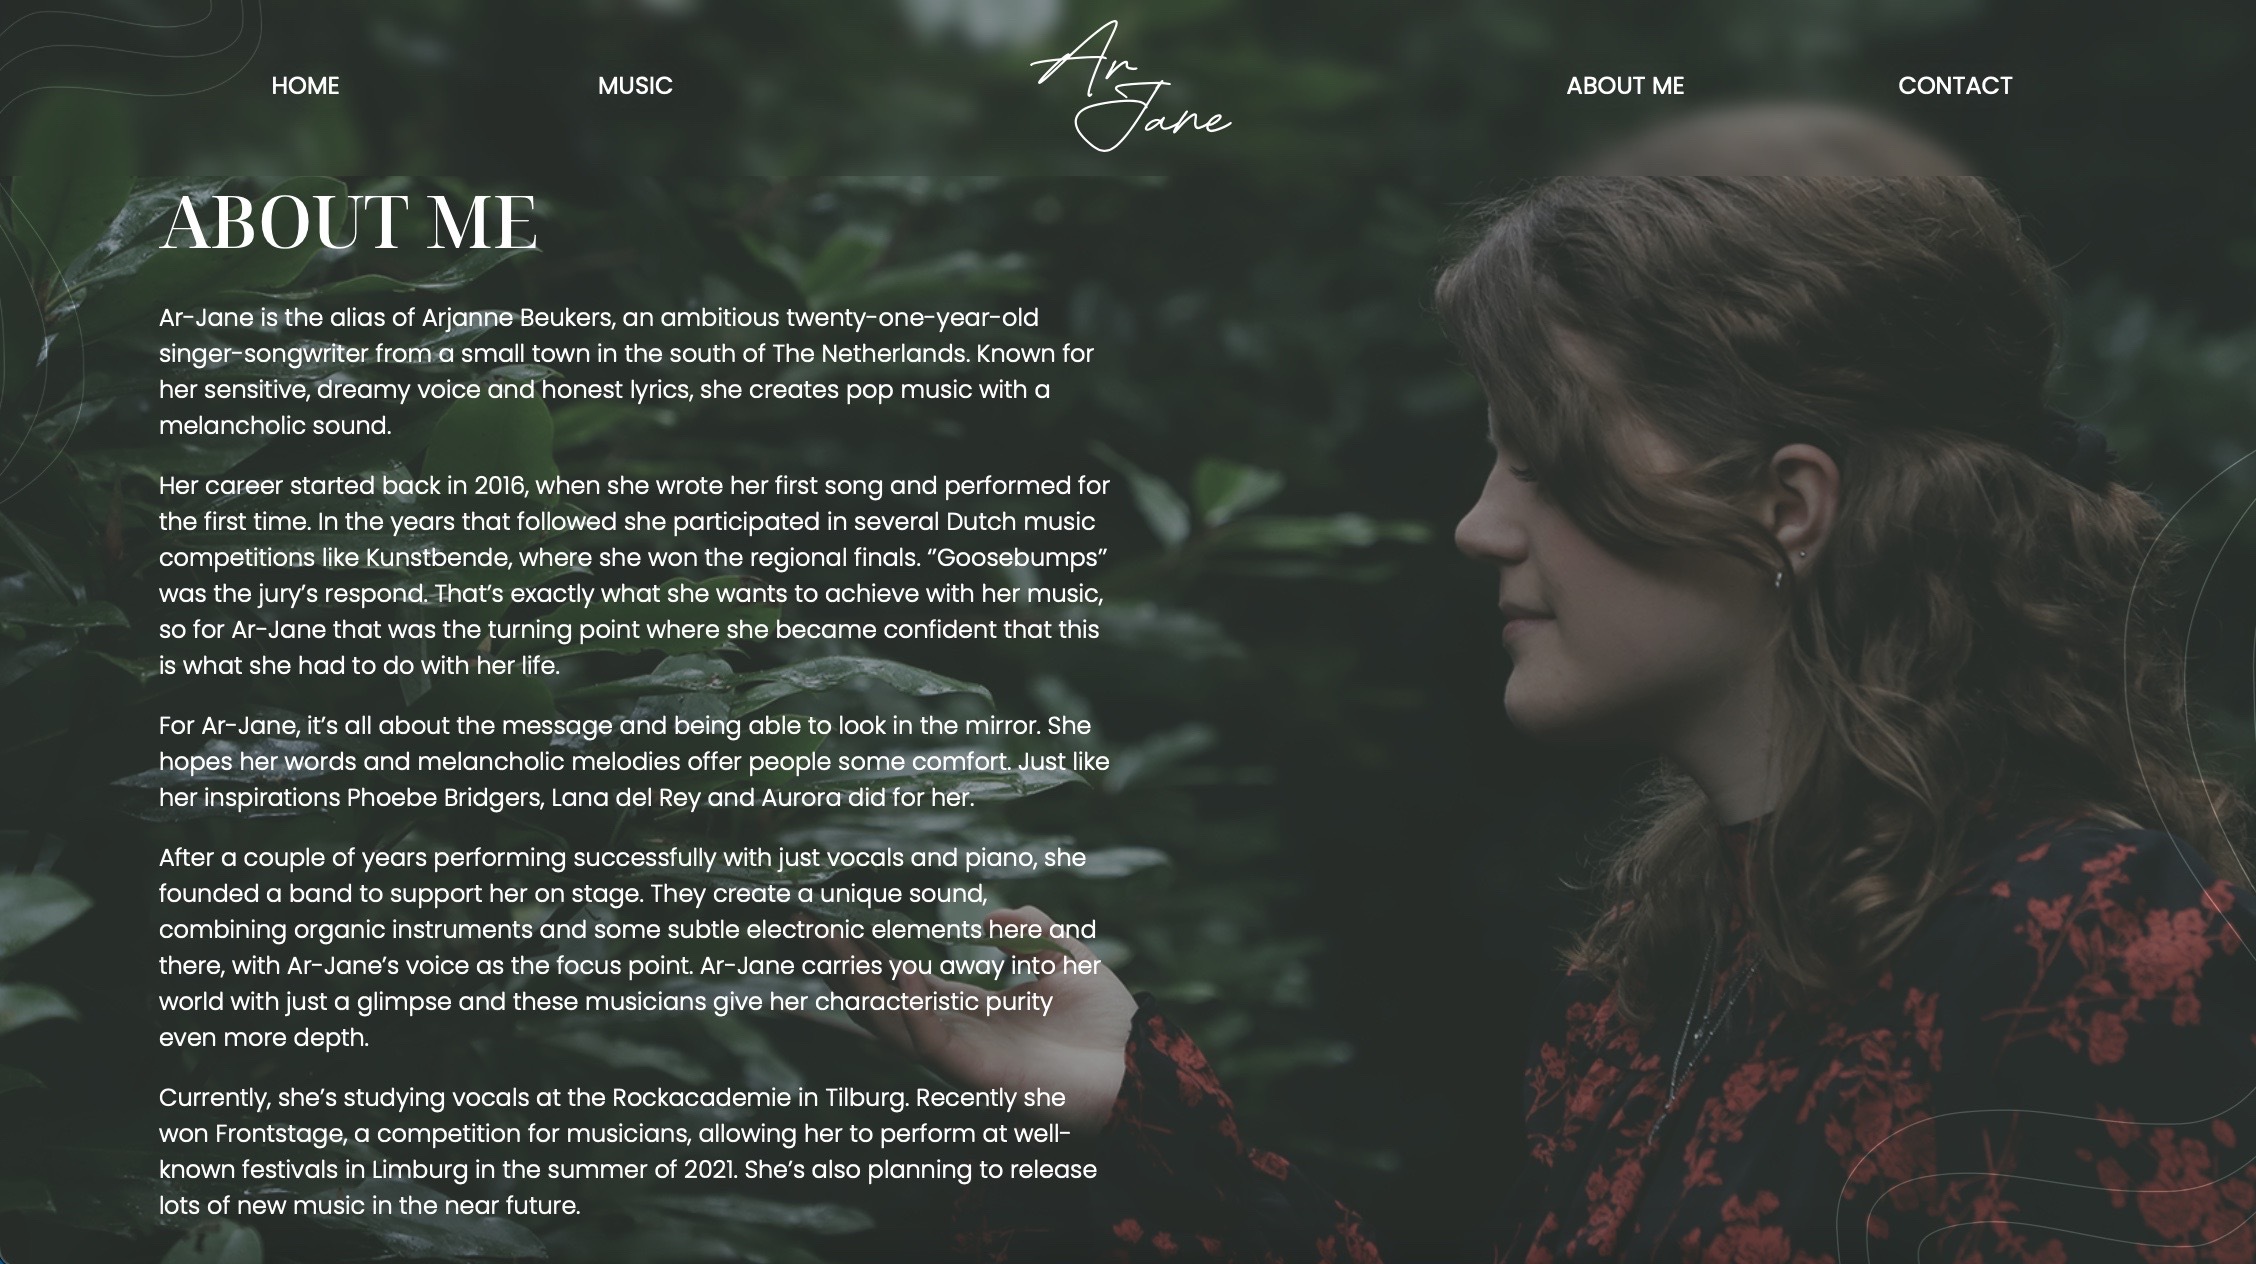 HOME
MUSIC
Ar
Jane
ABOUT ME
CONTACT
ABOUT ME
Ar-Jane is the alias of Arjanne Beukers, an ambitious twenty-one-year-old
singer-songwriter from a small town in the south of The Netherlands. Known for
her sensitive, dreamy voice and honest lyrics, she creates pop music with a
melancholic sound.
Her career started back in 2016, when she wrote her first song and performed for
the first time. In the years that followed she participated in several Dutch music
competitions like Kunstbende, where she won the regional finals. “Goosebumps”
was the jury’s respond. That’s exactly what she wants to achieve with her music,
so for Ar-Jane that was the turning point where she became confident that this
is what she had to do with her life.
For Ar-Jane, it’s all about the message and being able to look in the mirror. She
hopes her words and melancholic melodies offer people some comfort. Just like
her inspirations Phoebe Bridgers, Lana del Rey and Aurora did for her.
After a couple of years performing successfully with just vocals and piano, she
founded a band to support her on stage. They create a unique sound,
combining organic instruments and some subtle electronic elements here and
there, with Ar-Jane’s voice as the focus point. Ar-Jane carries you away into her
world with just a glimpse and these musicians give her characteristic purity
even more depth.
Currently, she’s studying vocals at the Rockacademie in Tilburg. Recently she
won Frontstage, a competition for musicians, allowing her to perform at well-
known festivals in Limburg in the summer of 2021. She’s also planning to release
lots of new music in the near future.